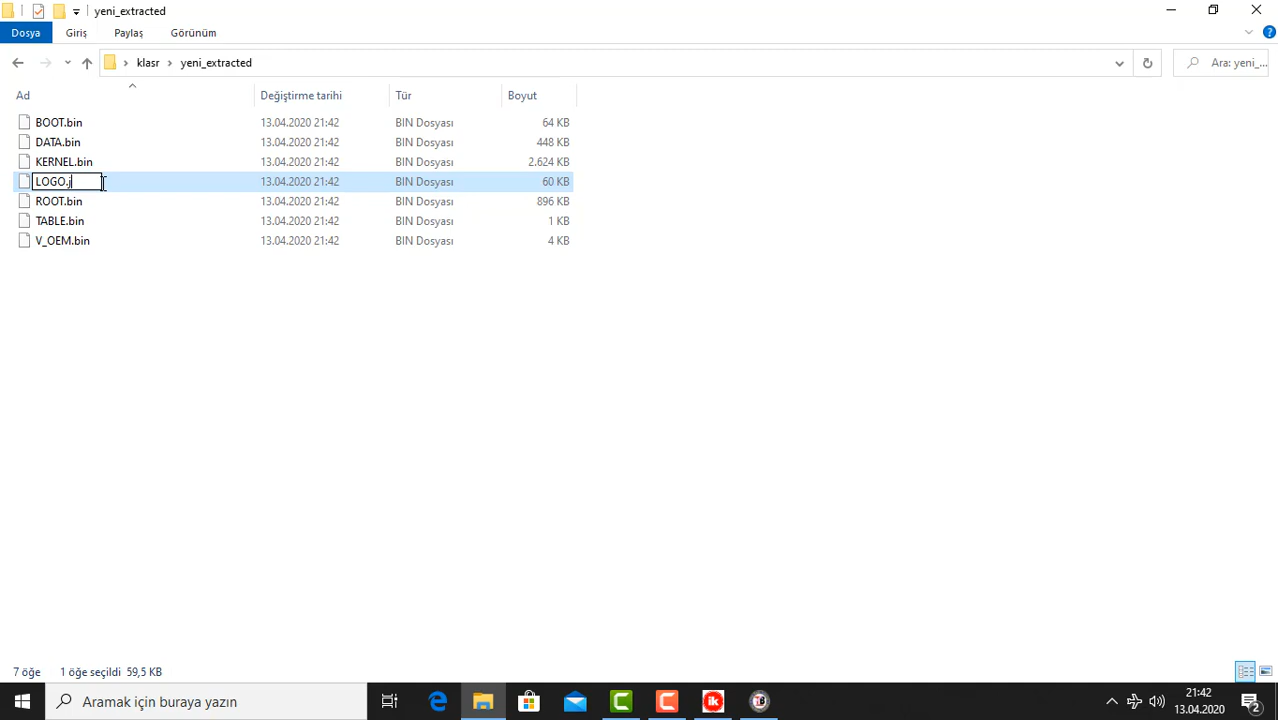 yeni_extracted
Dosya Giriş Paylaş Görünüm
klasr yeni_extracted Ara: yeni_...
Ad Değiştirme tarihi Tür Boyut
BOOT.bin 13.04.2020 21:42 BIN Dosyası 64 KB
DATA.bin 13.04.2020 21:42 BIN Dosyası 448 KB
KERNEL.bin 13.04.2020 21:42 BIN Dosyası 2.624 KB
LOGO.j 13.04.2020 21:42 BIN Dosyası 60 KB
ROOT.bin 13.04.2020 21:42 BIN Dosyası 896 KB
TABLE.bin 13.04.2020 21:42 BIN Dosyası 1 KB
V_OEM.bin 13.04.2020 21:42 BIN Dosyası 4 KB
7 öğe 1 öğe seçildi 59,5 KB
Aramak için buraya yazın
21:42
13.04.2020
2